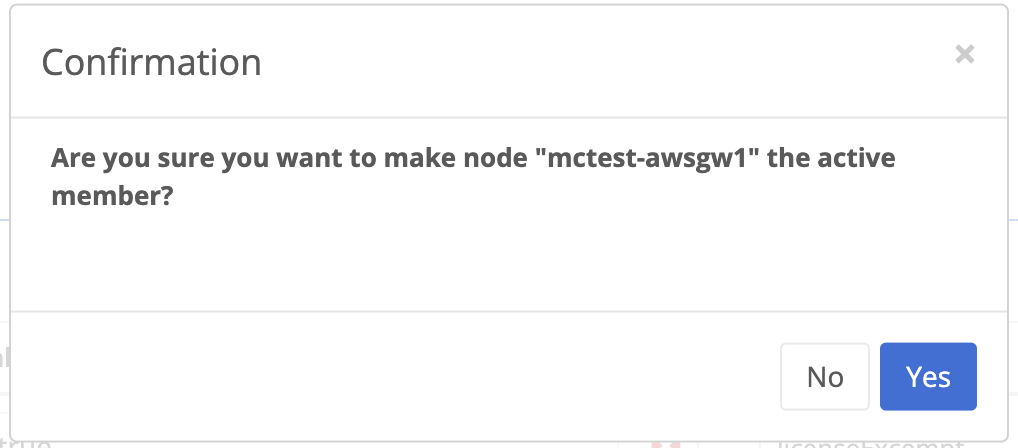 Confirmation
×
Are you sure you want to make node "mctest-awsgw1" the active
member?
No
Yes